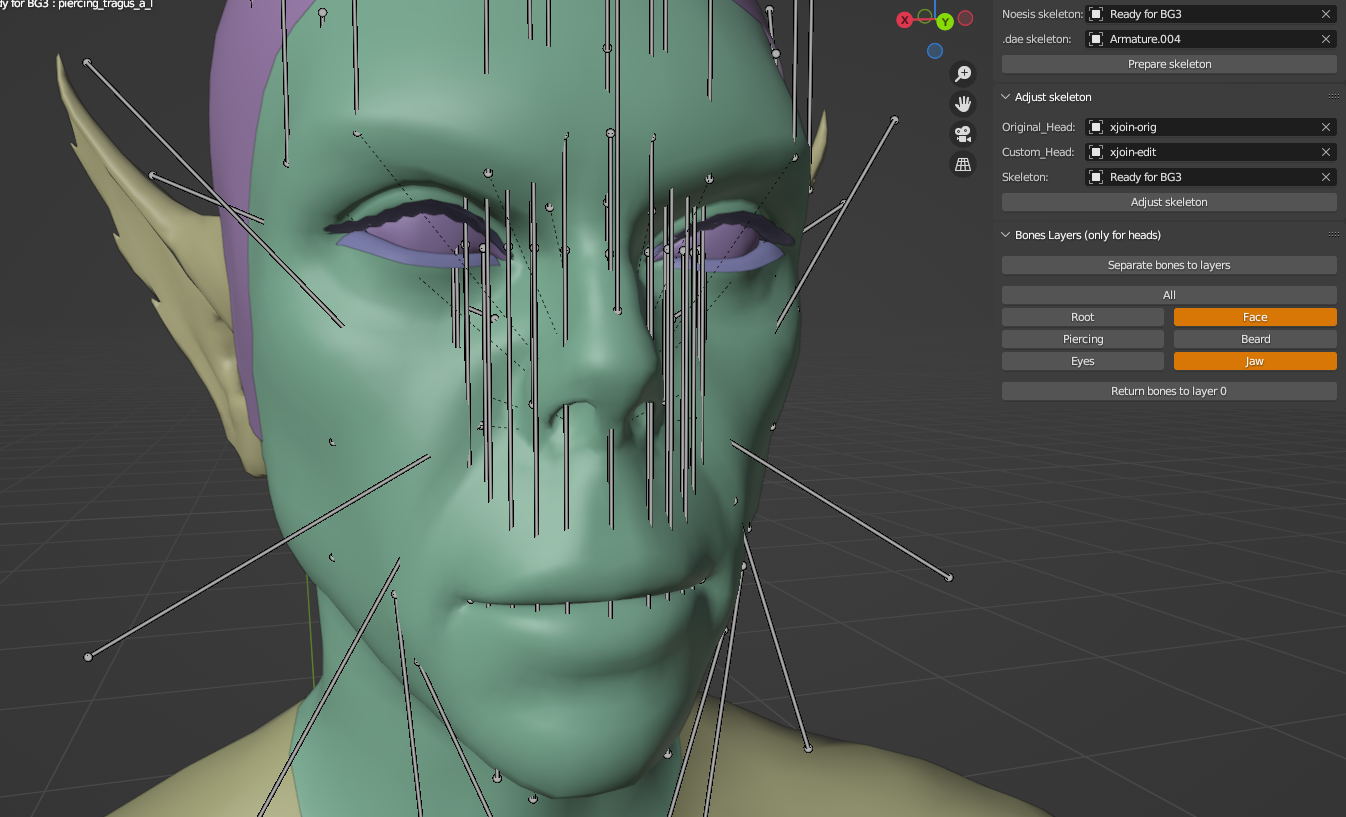 dy for BG3 : piercing_tragus_a_l
X
Y
Noesis skeleton: Ready for BG3
.dae skeleton: Armature.004
Prepare skeleton
Adjust skeleton
Original_Head: xjoin-orig
Custom_Head: xjoin-edit
Skeleton: Ready for BG3
Adjust skeleton
Bones Layers (only for heads)
Separate bones to layers
All
Root Face
Piercing Beard
Eyes Jaw
Return bones to layer 0